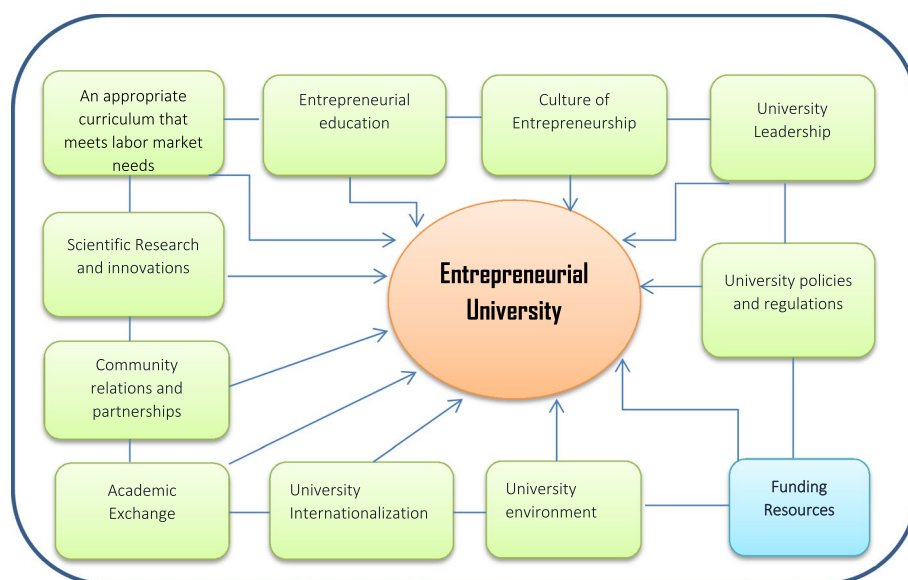 An appropriate
curriculum that
meets labor market
needs
Entrepreneurial
education
Culture of
Entrepreneurship
University
Leadership
Scientific Research
and innovations
Entrepreneurial
University
University policies
and regulations
Community
relations and
partnerships
Academic
Exchange
University
Internationalization
University
environment
Funding
Resources